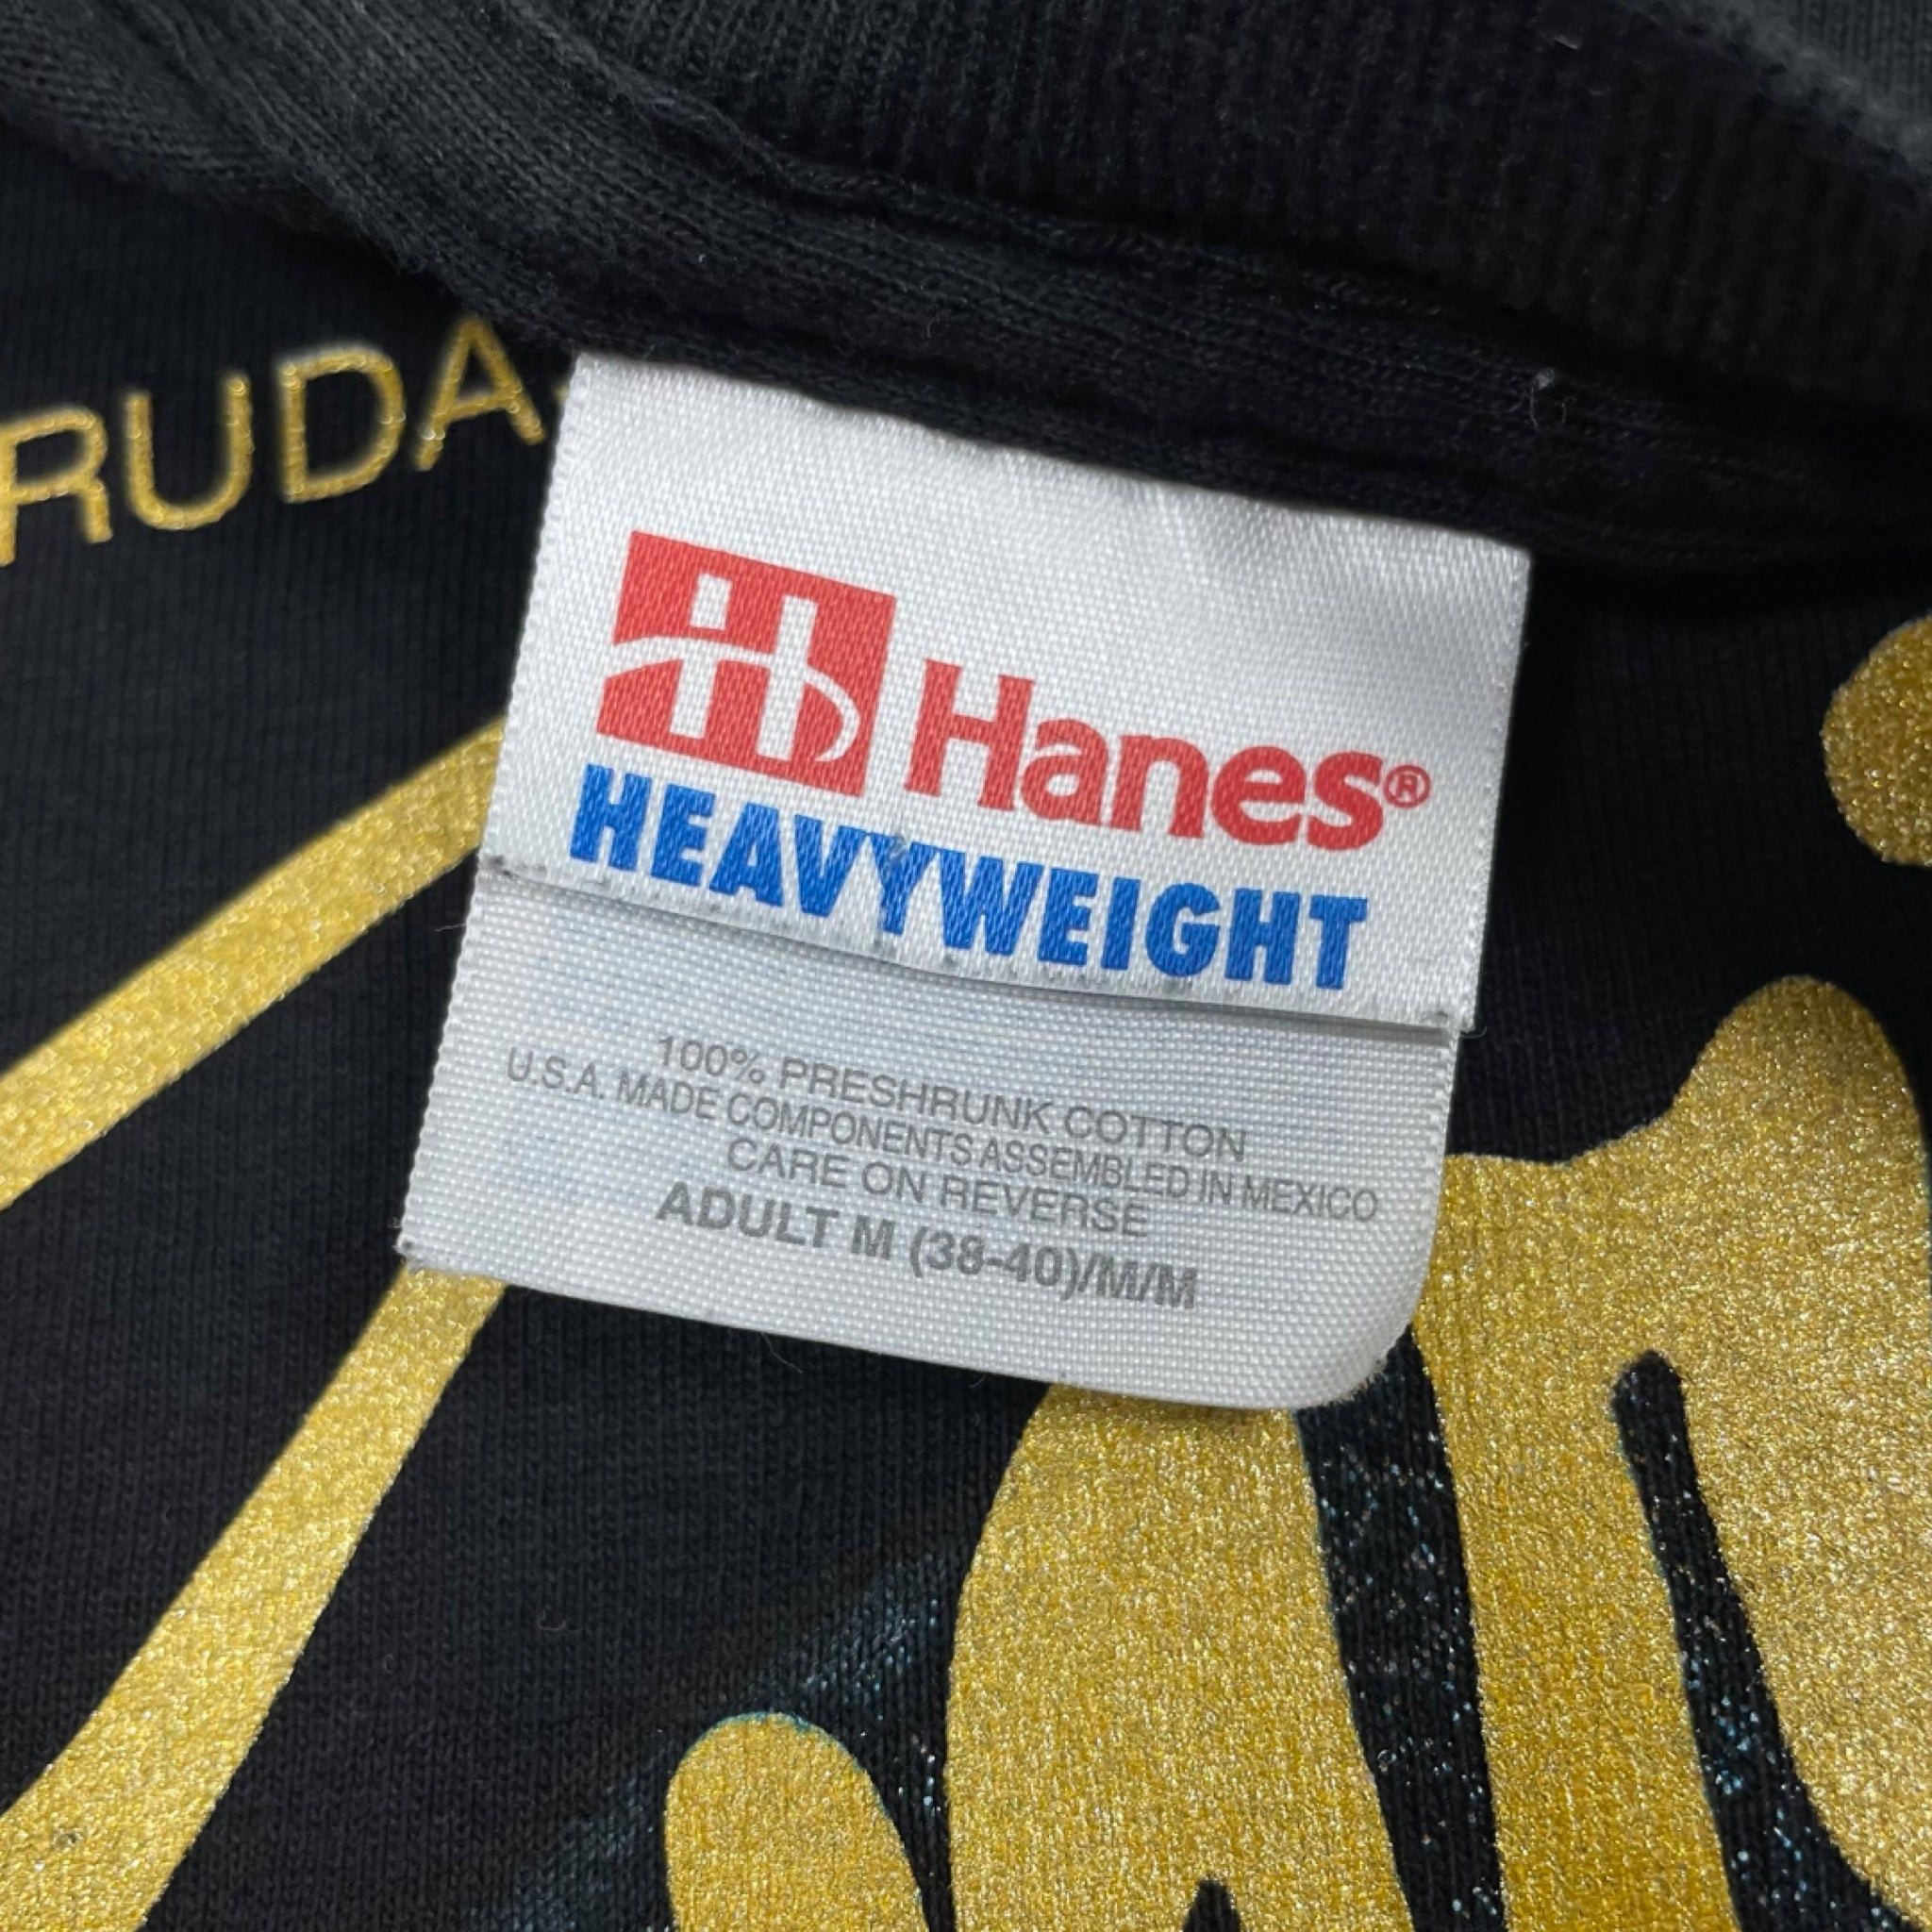 RUDA
Hanes®
HEAVYWEIGHT
100% PRESHRUNK COTTON
U.S.A. MADE COMPONENTS ASSEMBLED IN MEXICO
CARE ON REVERSE
ADULT M (38-40)/M/M